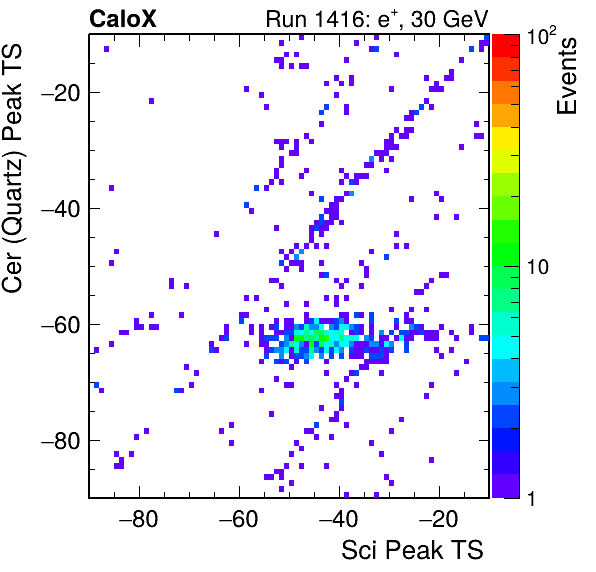 CaloX
Run 1416: e⁺, 30 GeV
Cer (Quartz) Peak TS
−20
−40
−60
−80
−80
−60
−40
−20
Sci Peak TS
10²
10
1
Events